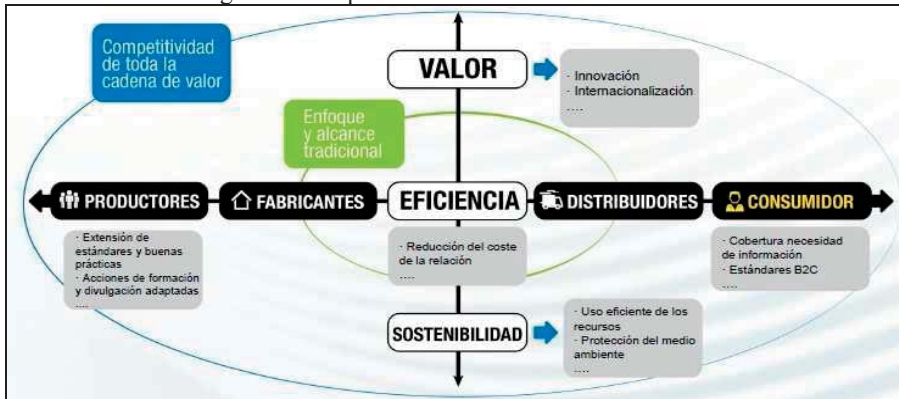 Competitividad
de toda la
cadena de valor
VALOR
· Innovación
· Internacionalización
....
Enfoque
y alcance
tradicional
PRODUCTORES
FABRICANTES
EFICIENCIA
DISTRIBUIDORES
CONSUMIDOR
· Extensión de
estándares y buenas
prácticas
· Acciones de formación
y divulgación adaptadas
....
· Reducción del coste
de la relación
....
· Cobertura necesidad
de información
· Estándares B2C
....
SOSTENIBILIDAD
· Uso eficiente de los
recursos
· Protección del medio
ambiente
....